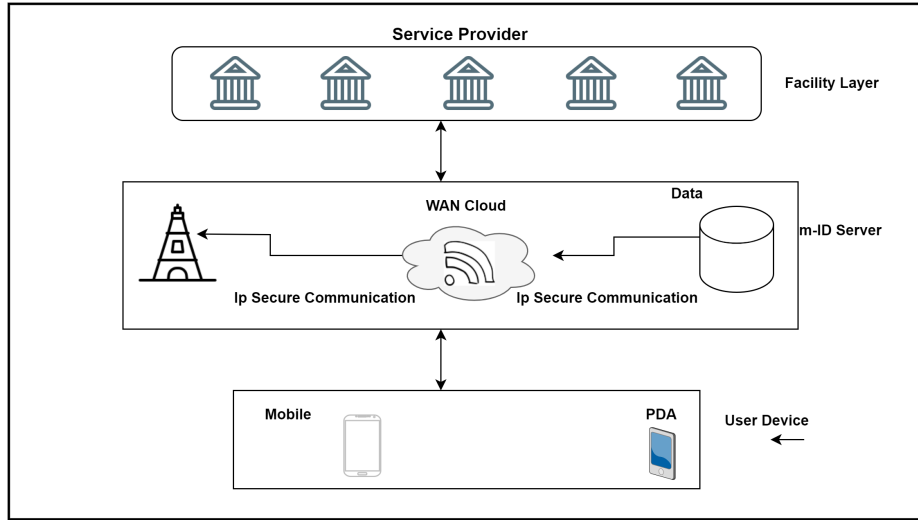 Service Provider
Facility Layer
Data
WAN Cloud
m-ID Server
Ip Secure Communication
Ip Secure Communication
Mobile
PDA
User Device